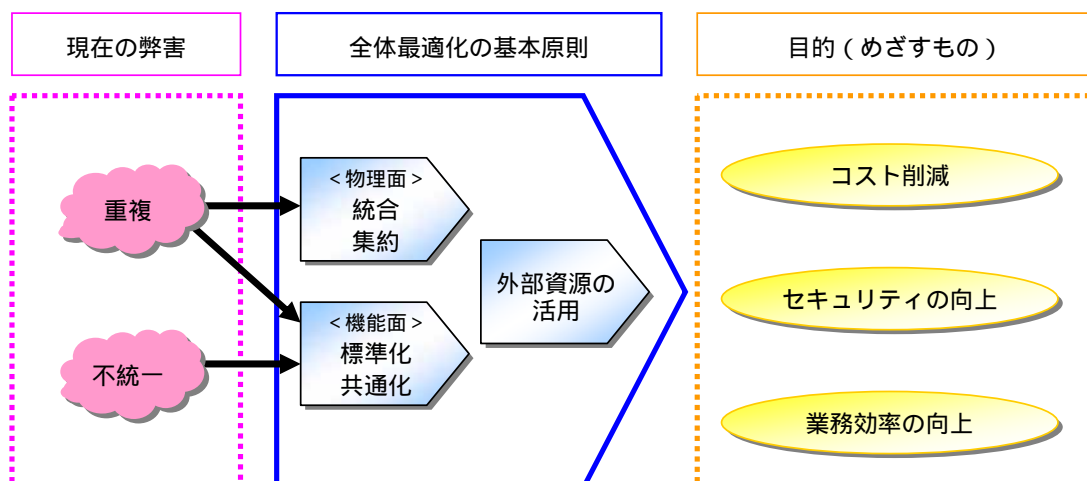 現在の弊害
全体最適化の基本原則
目的(めざすもの)
重複
不統一
<物理面>
統合
集約
<機能面>
標準化
共通化
外部資源の
活用
コスト削減
セキュリティの向上
業務効率の向上